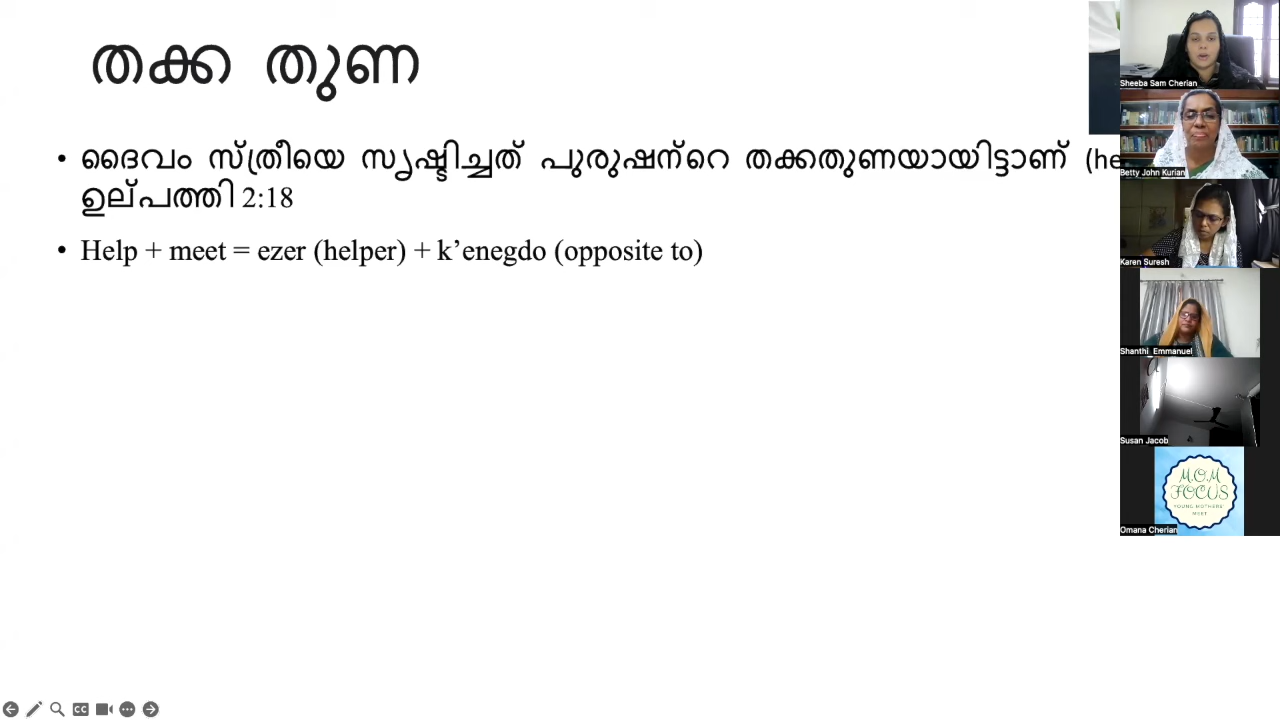 തക്ക തുണ
• ദൈവം സ്ത്രീയെ സൃഷ്ടിച്ചത് പുരുഷന്റെ തക്കതുണയായിട്ടാണ് (he
ഉല്പത്തി 2:18
• Help + meet = ezer (helper) + k’enegdo (opposite to)
Sheeba Sam Cherian
Betty John Kurian
Karen Suresh
Shanthi_Emmanuel
Susan Jacob
M.O.M
FOCUS
YOUNG MOTHERS'
MEET
Omana Cherian
CC